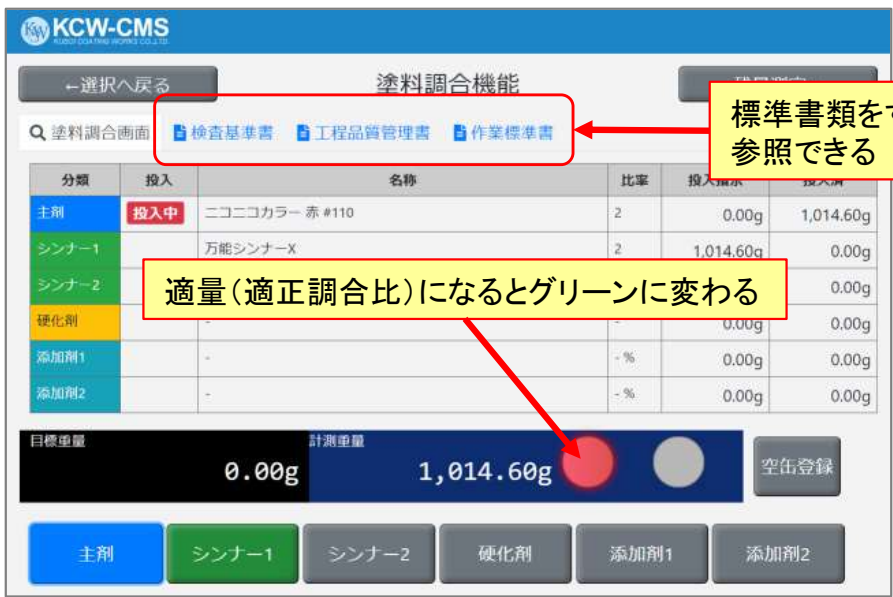 KCW-CMS
←選択へ戻る
塗料調合機能
標準書類をす
参照できる
塗料調合画面
検査基準書
工程品質管理書
作業標準書
分類 投入 名称 比率 投入指示 投入済
主剤 投入中 ニコニコカラー 赤 #110 2 0.00g 1,014.60g
シンナー1 万能シンナーX 2 1,014.60g 0.00g
シンナー2 0.00g
適量(適正調合比)になるとグリーンに変わる
硬化剤 - - 0.00g 0.00g
添加剤1 - - % 0.00g 0.00g
添加剤2 - - % 0.00g 0.00g
目標重量 計測重量
0.00g 1,014.60g
空缶登録
主剤 シンナー1 シンナー2 硬化剤 添加剤1 添加剤2